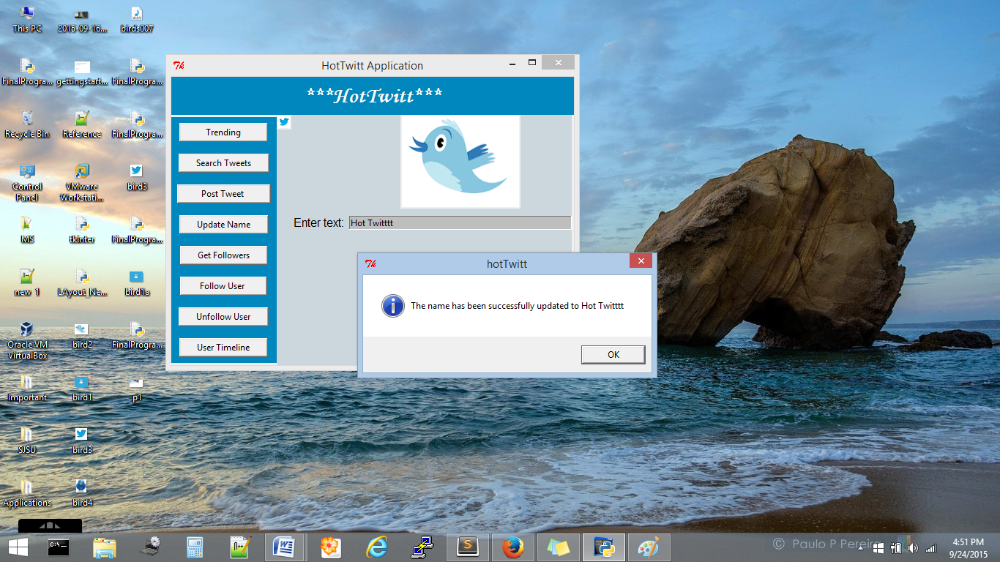 This PC
2015-09-16...
birds007
FinalProgra...
gettingstart...
FinalProgra...
Recycle Bin
Reference
FinalProgra...
Control Panel
VMware Workstati...
bird3
MS
tkinter
FinalProgra...
new 1
LAyout_Ne...
bird1a
Oracle VM VirtualBox
bird2
FinalProgra...
Important
bird1
p1
SJSU
bird3
Applications
bird4
HotTwitt Application
***HotTwitt***
Trending
Search Tweets
Post Tweet
Update Name
Get Followers
Follow User
Unfollow User
User Timeline
Enter text: Hot Twitttt
hotTwitt
The name has been successfully updated to Hot Twitttt
OK
© Paulo P Pereir
4:51 PM
9/24/2015